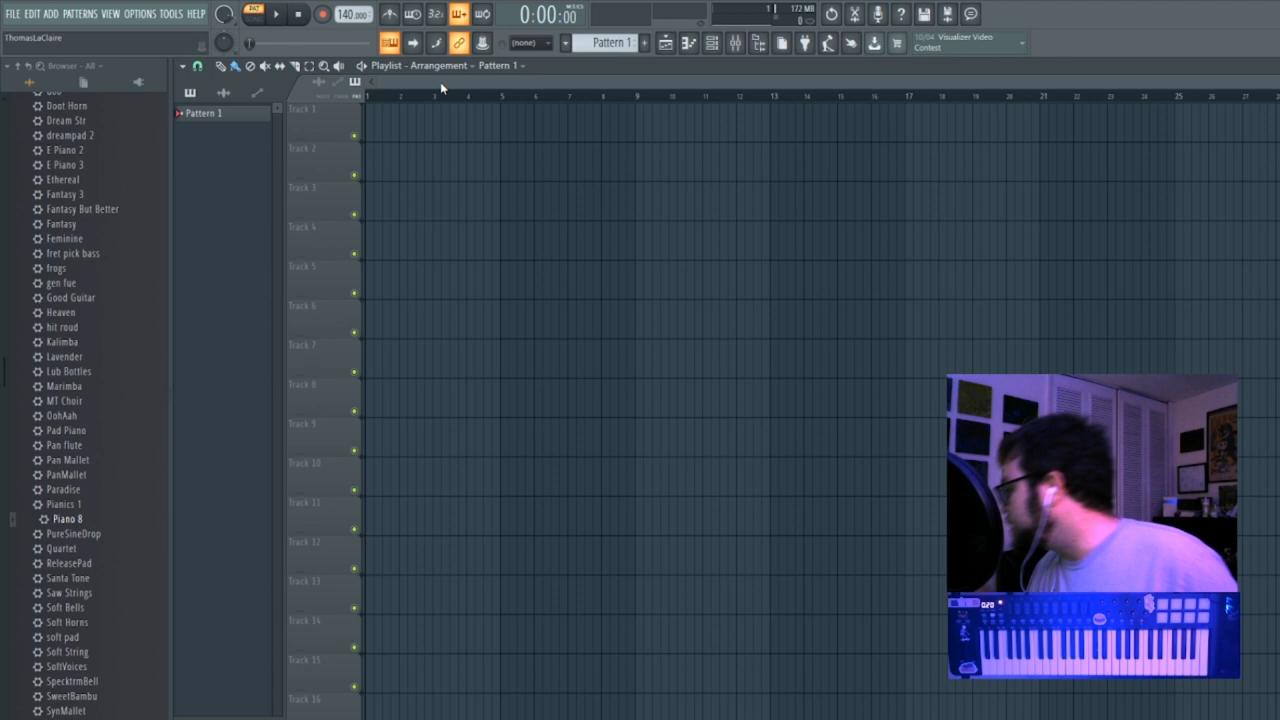 FILE EDIT ADD PATTERNS VIEW OPTIONS TOOLS HELP
PAT
SONG
140.000
3 2
0:00:00
M:S:CS
1
172 MB
0
ThomasLaClaire
(none)
Pattern 1
10/04 Visualizer Video
Contest
Browser - All
Playlist - Arrangement
Pattern 1
1 2 3 4 5 6 7 8 9 10 11 12 13 14 15 16 17 18 19 20 21 22 23 24 25 26 27
Pattern 1
Doot Horn
Dream Str
dreampad 2
E Piano 2
E Piano 3
Ethereal
Fantasy 3
Fantasy But Better
Fantasy
Feminine
fret pick bass
frogs
gen fue
Good Guitar
Heaven
hit roud
Kalimba
Lavender
Lub Bottles
Marimba
MT Choir
OohAah
Pad Piano
Pan flute
Pan Mallet
PanMallet
Paradise
Pianics 1
Piano 8
PureSineDrop
Quartet
ReleasePad
Santa Tone
Saw Strings
Soft Bells
Soft Horns
soft pad
Soft String
SoftVoices
SpecktrmBell
SweetBambu
SynMallet
Track 1
Track 2
Track 3
Track 4
Track 5
Track 6
Track 7
Track 8
Track 9
Track 10
Track 11
Track 12
Track 13
Track 14
Track 15
Track 16